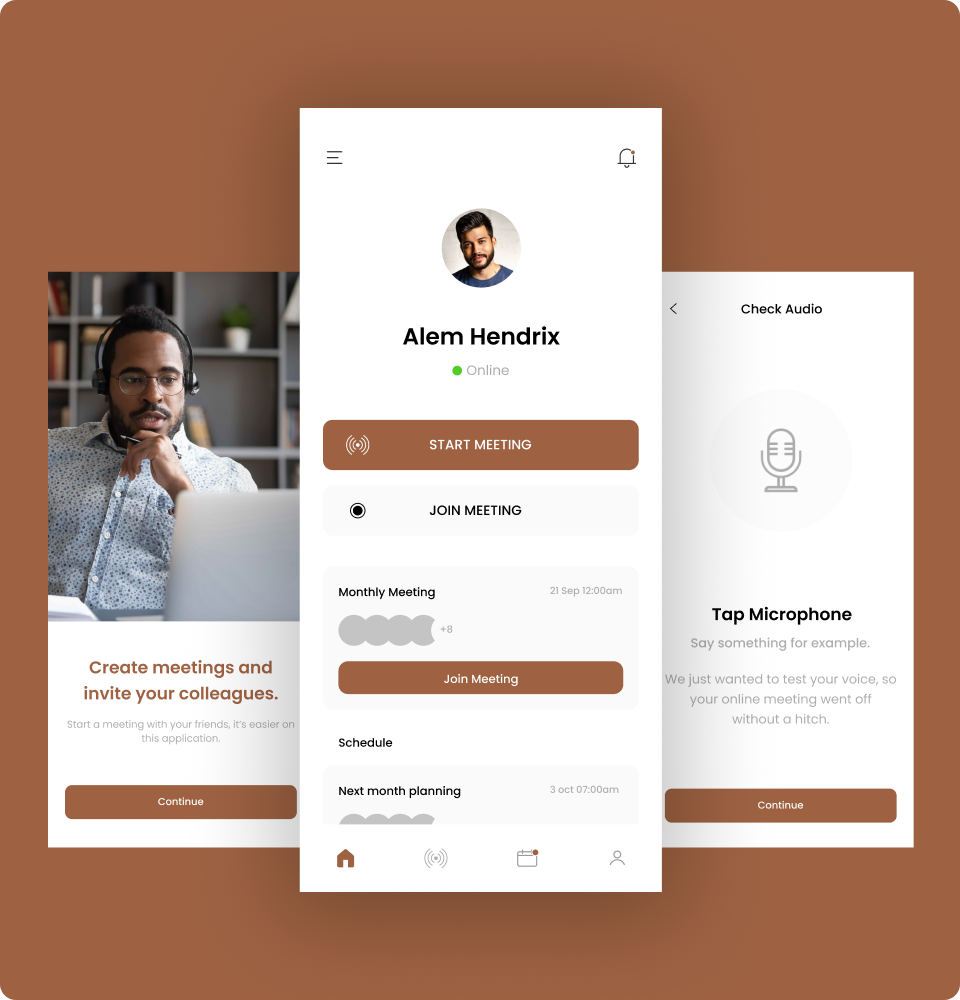 Create meetings and
invite your colleagues.
Start a meeting with your friends, it's easier on
this application.
Continue
Alem Hendrix
Online
START MEETING
JOIN MEETING
Monthly Meeting
21 Sep 12:00am
+8
Join Meeting
Schedule
Next month planning
3 oct 07:00am
Check Audio
Tap Microphone
Say something for example.
We just wanted to test your voice, so
your online meeting went off
without a hitch.
Continue